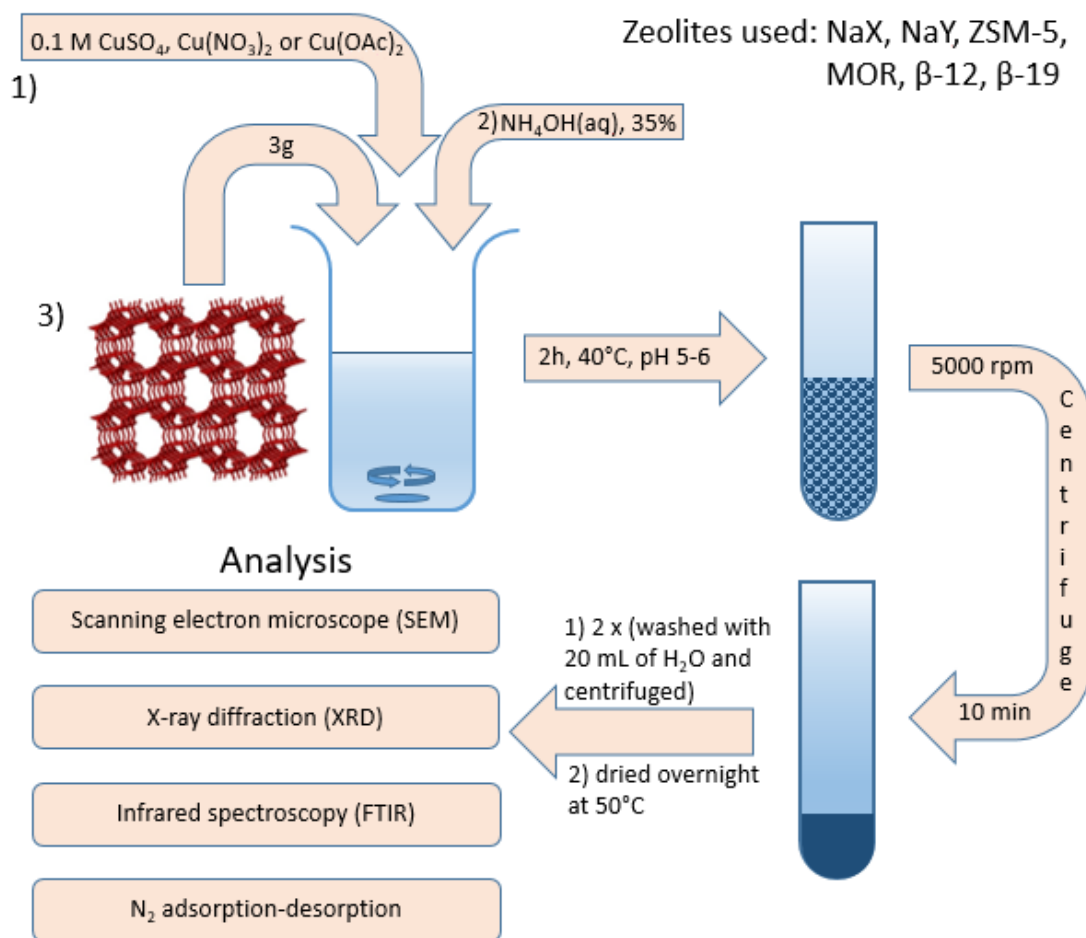 0.1 M CuSO₄, Cu(NO₃)₂ or Cu(OAc)₂
Zeolites used: NaX, NaY, ZSM-5,
MOR, β-12, β-19
1)
2) NH₄OH(aq), 35%
3g
3)
2h, 40°C, pH 5-6
5000 rpm
Centrifuge
10 min
Analysis
Scanning electron microscope (SEM)
X-ray diffraction (XRD)
Infrared spectroscopy (FTIR)
N₂ adsorption-desorption
1) 2 x (washed with
20 mL of H₂O and
centrifuged)
2) dried overnight
at 50°C